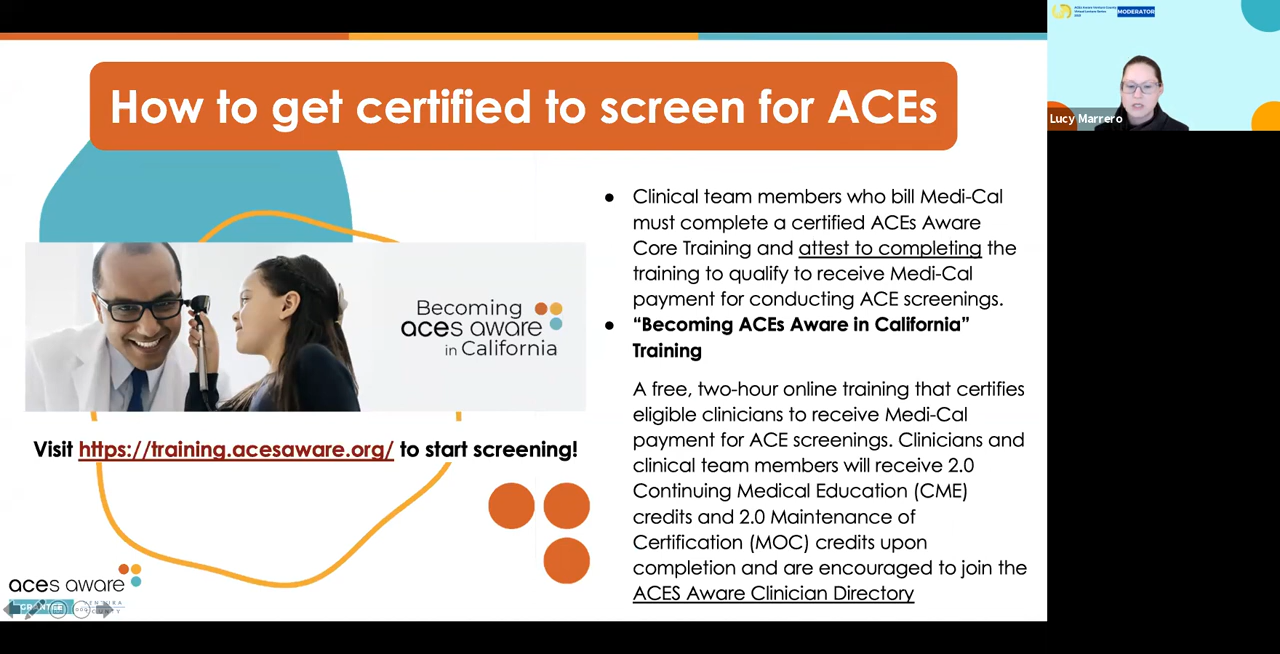 How to get certified to screen for ACEs
Becoming
aces aware
in California
Visit https://training.acesaware.org/ to start screening!
● Clinical team members who bill Medi-Cal
must complete a certified ACEs Aware
Core Training and attest to completing the
training to qualify to receive Medi-Cal
payment for conducting ACE screenings.
● “Becoming ACEs Aware in California”
Training
A free, two-hour online training that certifies
eligible clinicians to receive Medi-Cal
payment for ACE screenings. Clinicians and
clinical team members will receive 2.0
Continuing Medical Education (CME)
credits and 2.0 Maintenance of
Certification (MOC) credits upon
completion and are encouraged to join the
ACES Aware Clinician Directory
aces aware
GRANTEE
MODERATOR
Lucy Marrero